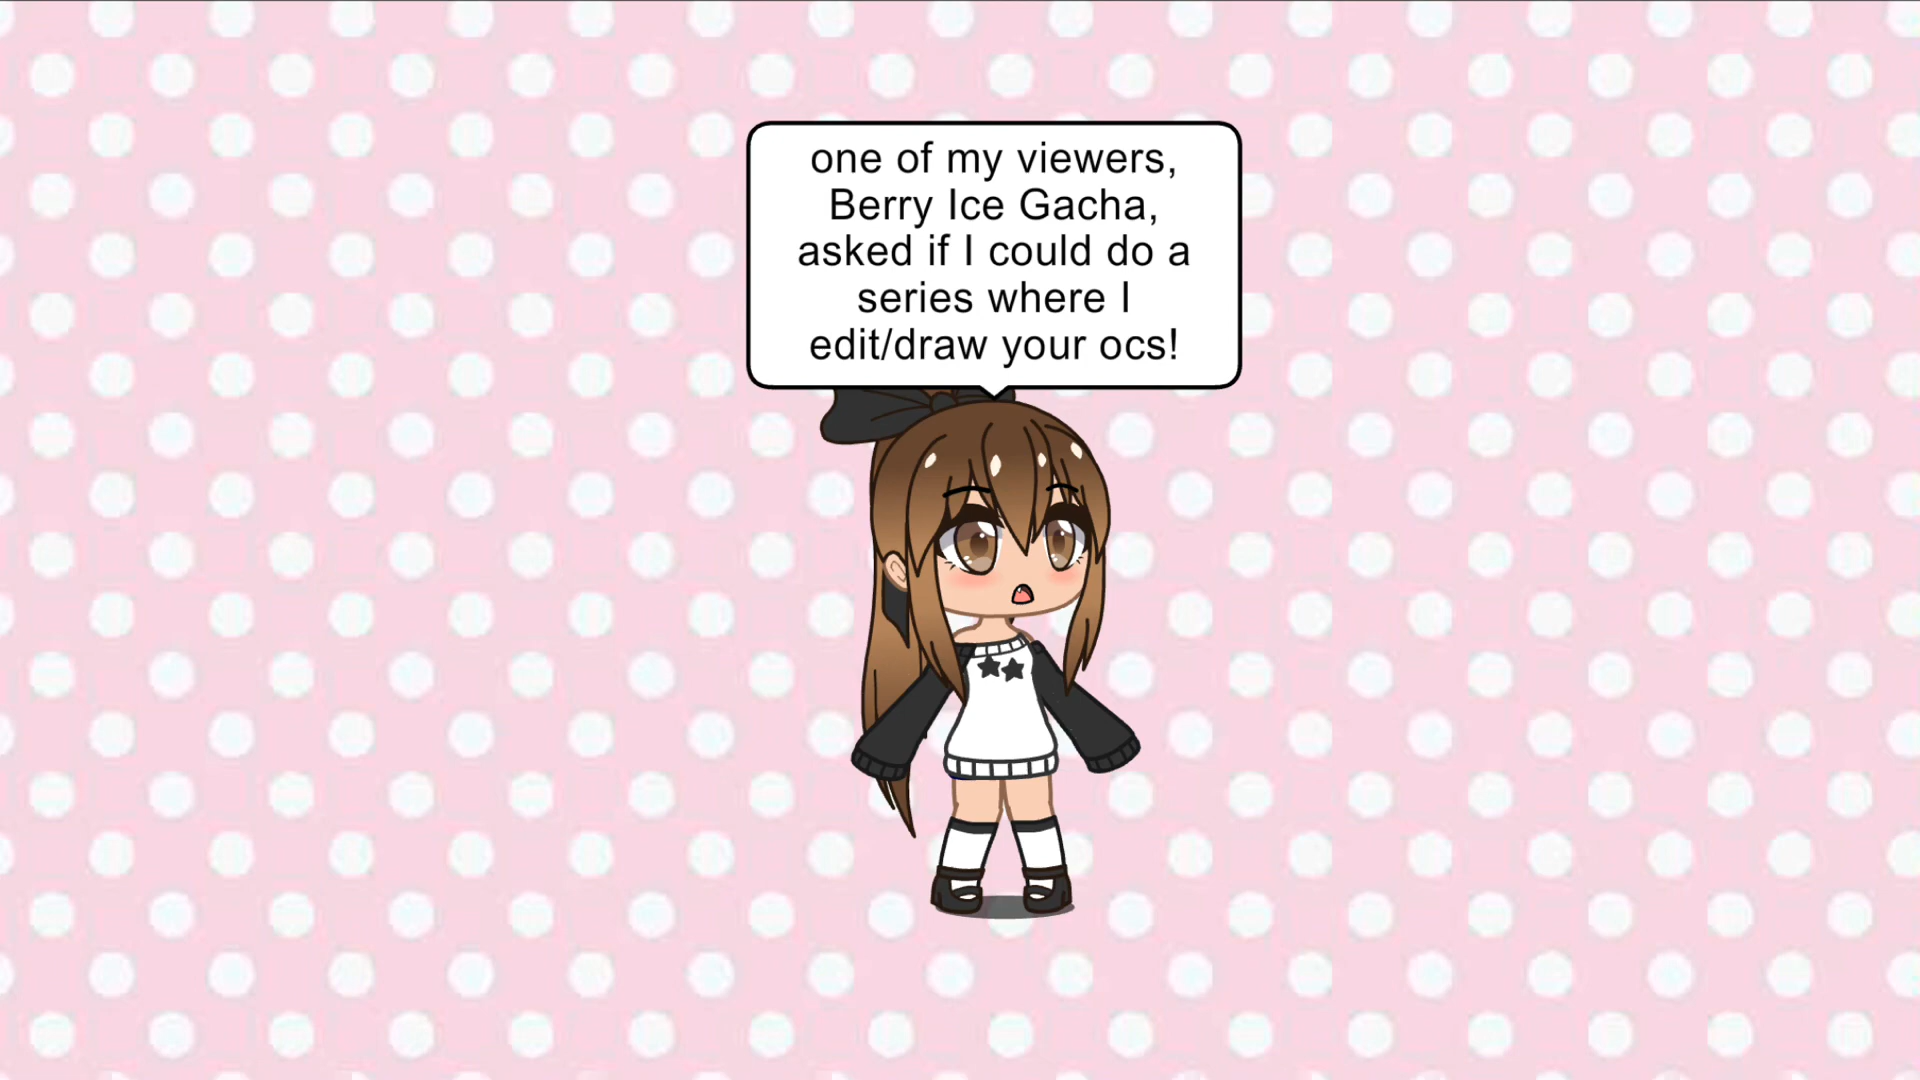 one of my viewers,
Berry Ice Gacha,
asked if I could do a
series where I
edit/draw your ocs!